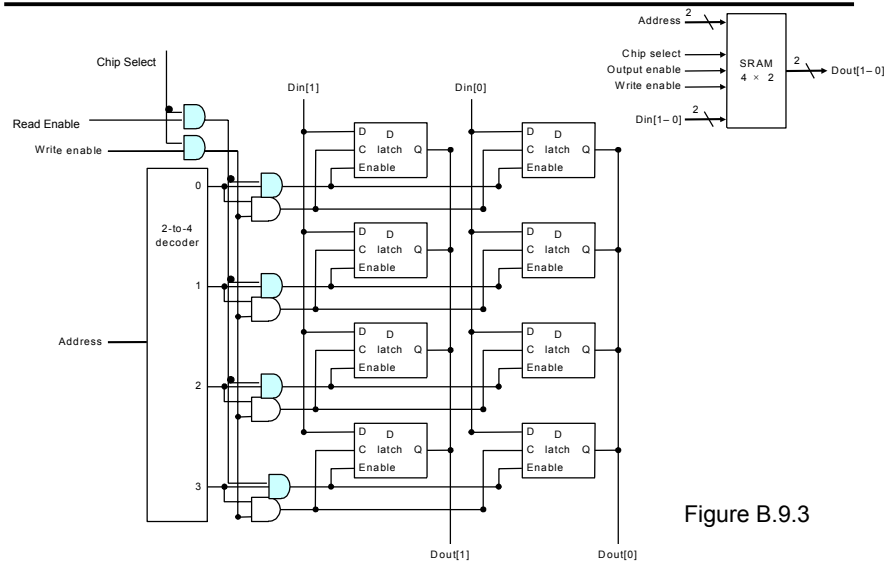 Address
2
Chip select
Output enable
Write enable
Din[1–0]
2
SRAM
4 × 2
2
Dout[1–0]
Chip Select
Read Enable
Write enable
Din[1]
Din[0]
D
D
C
latch
Q
Enable
D
D
C
latch
Q
Enable
0
2-to-4
decoder
D
D
C
latch
Q
Enable
D
D
C
latch
Q
Enable
1
Address
D
D
C
latch
Q
Enable
D
D
C
latch
Q
Enable
2
D
D
C
latch
Q
Enable
D
D
C
latch
Q
Enable
3
Figure B.9.3
Dout[1]
Dout[0]